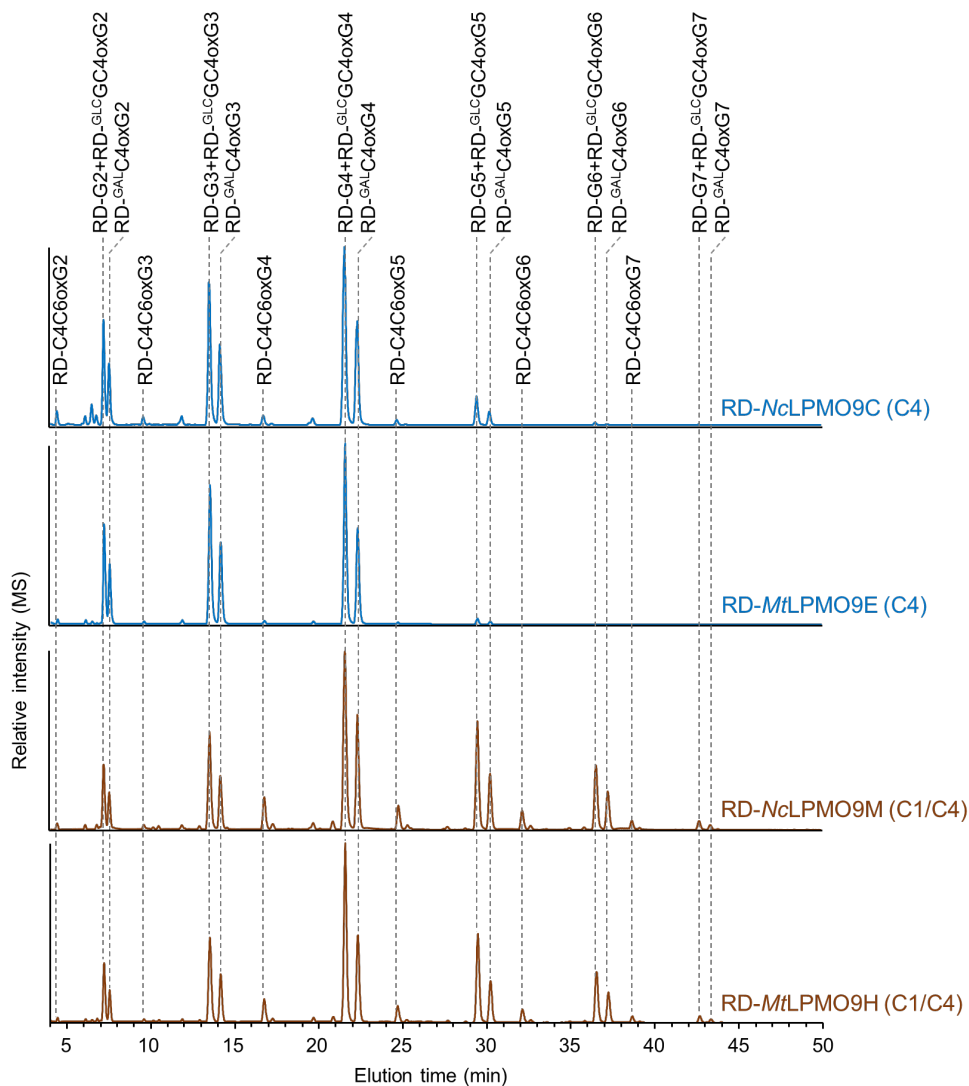 RD-G2+RD-ᴳᴸꟲGC4oxG2
RD-ᴳᴬᴸC4oxG2
RD-G3+RD-ᴳᴸꟲGC4oxG3
RD-ᴳᴬᴸC4oxG3
RD-G4+RD-ᴳᴸꟲGC4oxG4
RD-ᴳᴬᴸC4oxG4
RD-G5+RD-ᴳᴸꟲGC4oxG5
RD-ᴳᴬᴸC4oxG5
RD-G6+RD-ᴳᴸꟲGC4oxG6
RD-ᴳᴬᴸC4oxG6
RD-G7+RD-ᴳᴸꟲGC4oxG7
RD-ᴳᴬᴸC4oxG7
RD-C4C6oxG2
RD-C4C6oxG3
RD-C4C6oxG4
RD-C4C6oxG5
RD-C4C6oxG6
RD-C4C6oxG7
RD-NcLPMO9C (C4)
RD-MtLPMO9E (C4)
RD-NcLPMO9M (C1/C4)
RD-MtLPMO9H (C1/C4)
Relative intensity (MS)
5 10 15 20 25 30 35 40 45 50
Elution time (min)